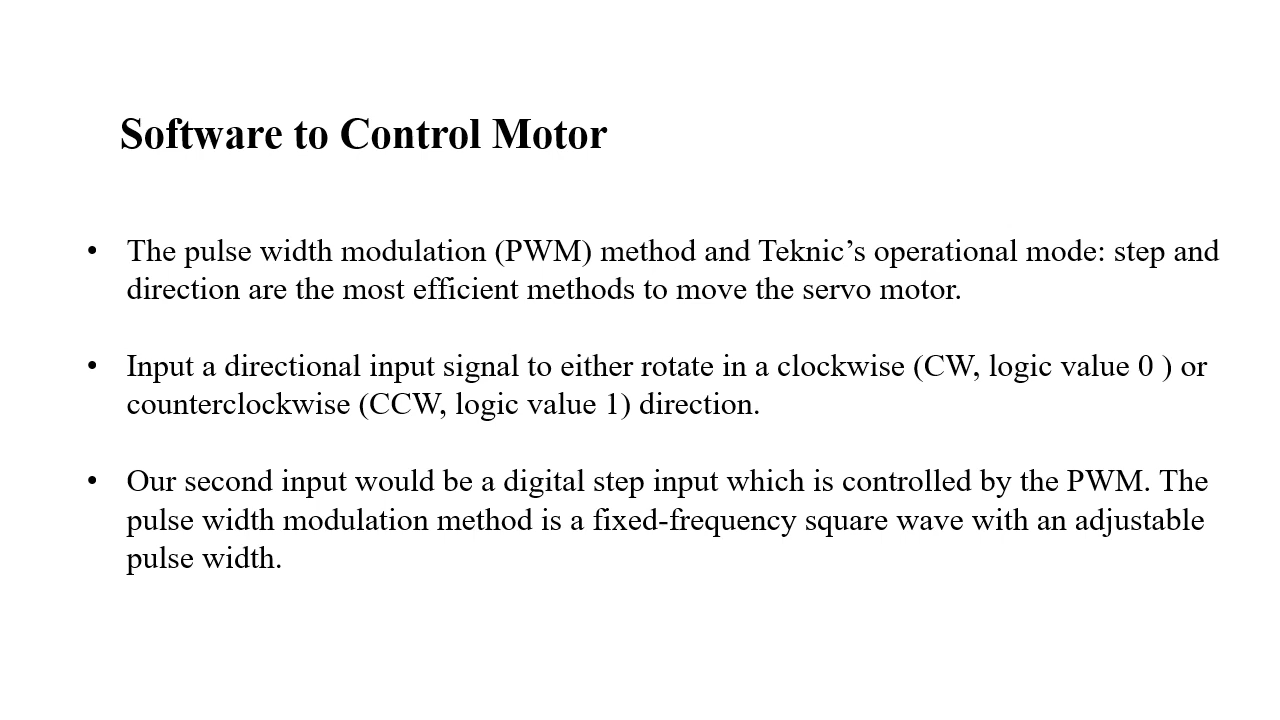 Software to Control Motor
• The pulse width modulation (PWM) method and Teknic’s operational mode: step and
direction are the most efficient methods to move the servo motor.
• Input a directional input signal to either rotate in a clockwise (CW, logic value 0 ) or
counterclockwise (CCW, logic value 1) direction.
• Our second input would be a digital step input which is controlled by the PWM. The
pulse width modulation method is a fixed-frequency square wave with an adjustable
pulse width.